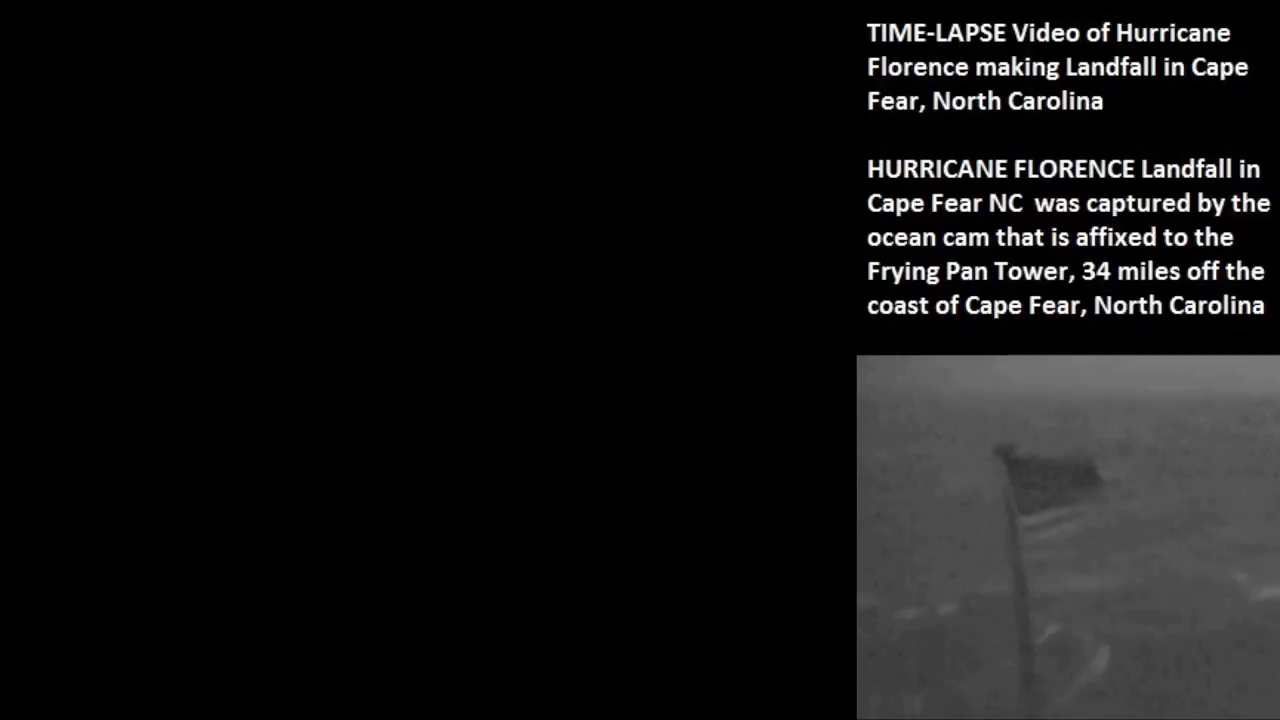 TIME-LAPSE Video of Hurricane
Florence making Landfall in Cape
Fear, North Carolina
HURRICANE FLORENCE Landfall in
Cape Fear NC  was captured by the
ocean cam that is affixed to the
Frying Pan Tower, 34 miles off the
coast of Cape Fear, North Carolina